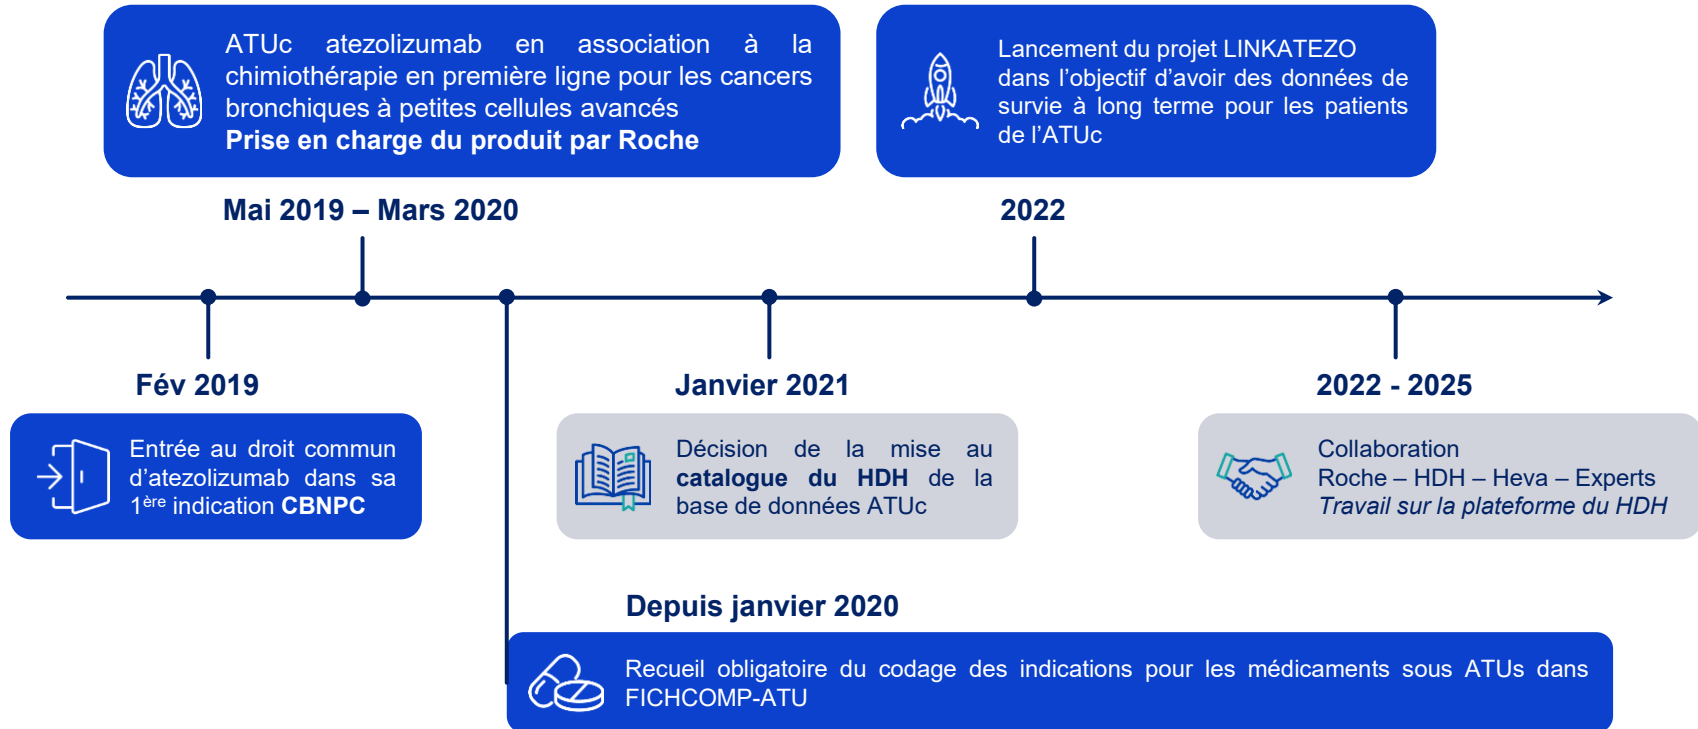 ATUc atezolizumab en association à la
chimiothérapie en première ligne pour les cancers
bronchiques à petites cellules avancés
Prise en charge du produit par Roche
Lancement du projet LINKATEZO
dans l’objectif d’avoir des données de
survie à long terme pour les patients
de l’ATUc
Mai 2019 – Mars 2020
2022
Fév 2019
Janvier 2021
2022 - 2025
Entrée au droit commun
d’atezolizumab dans sa
1ère indication CBNPC
Décision de la mise au
catalogue du HDH de la
base de données ATUc
Collaboration
Roche – HDH – Heva – Experts
Travail sur la plateforme du HDH
Depuis janvier 2020
Recueil obligatoire du codage des indications pour les médicaments sous ATUs dans
FICHCOMP-ATU